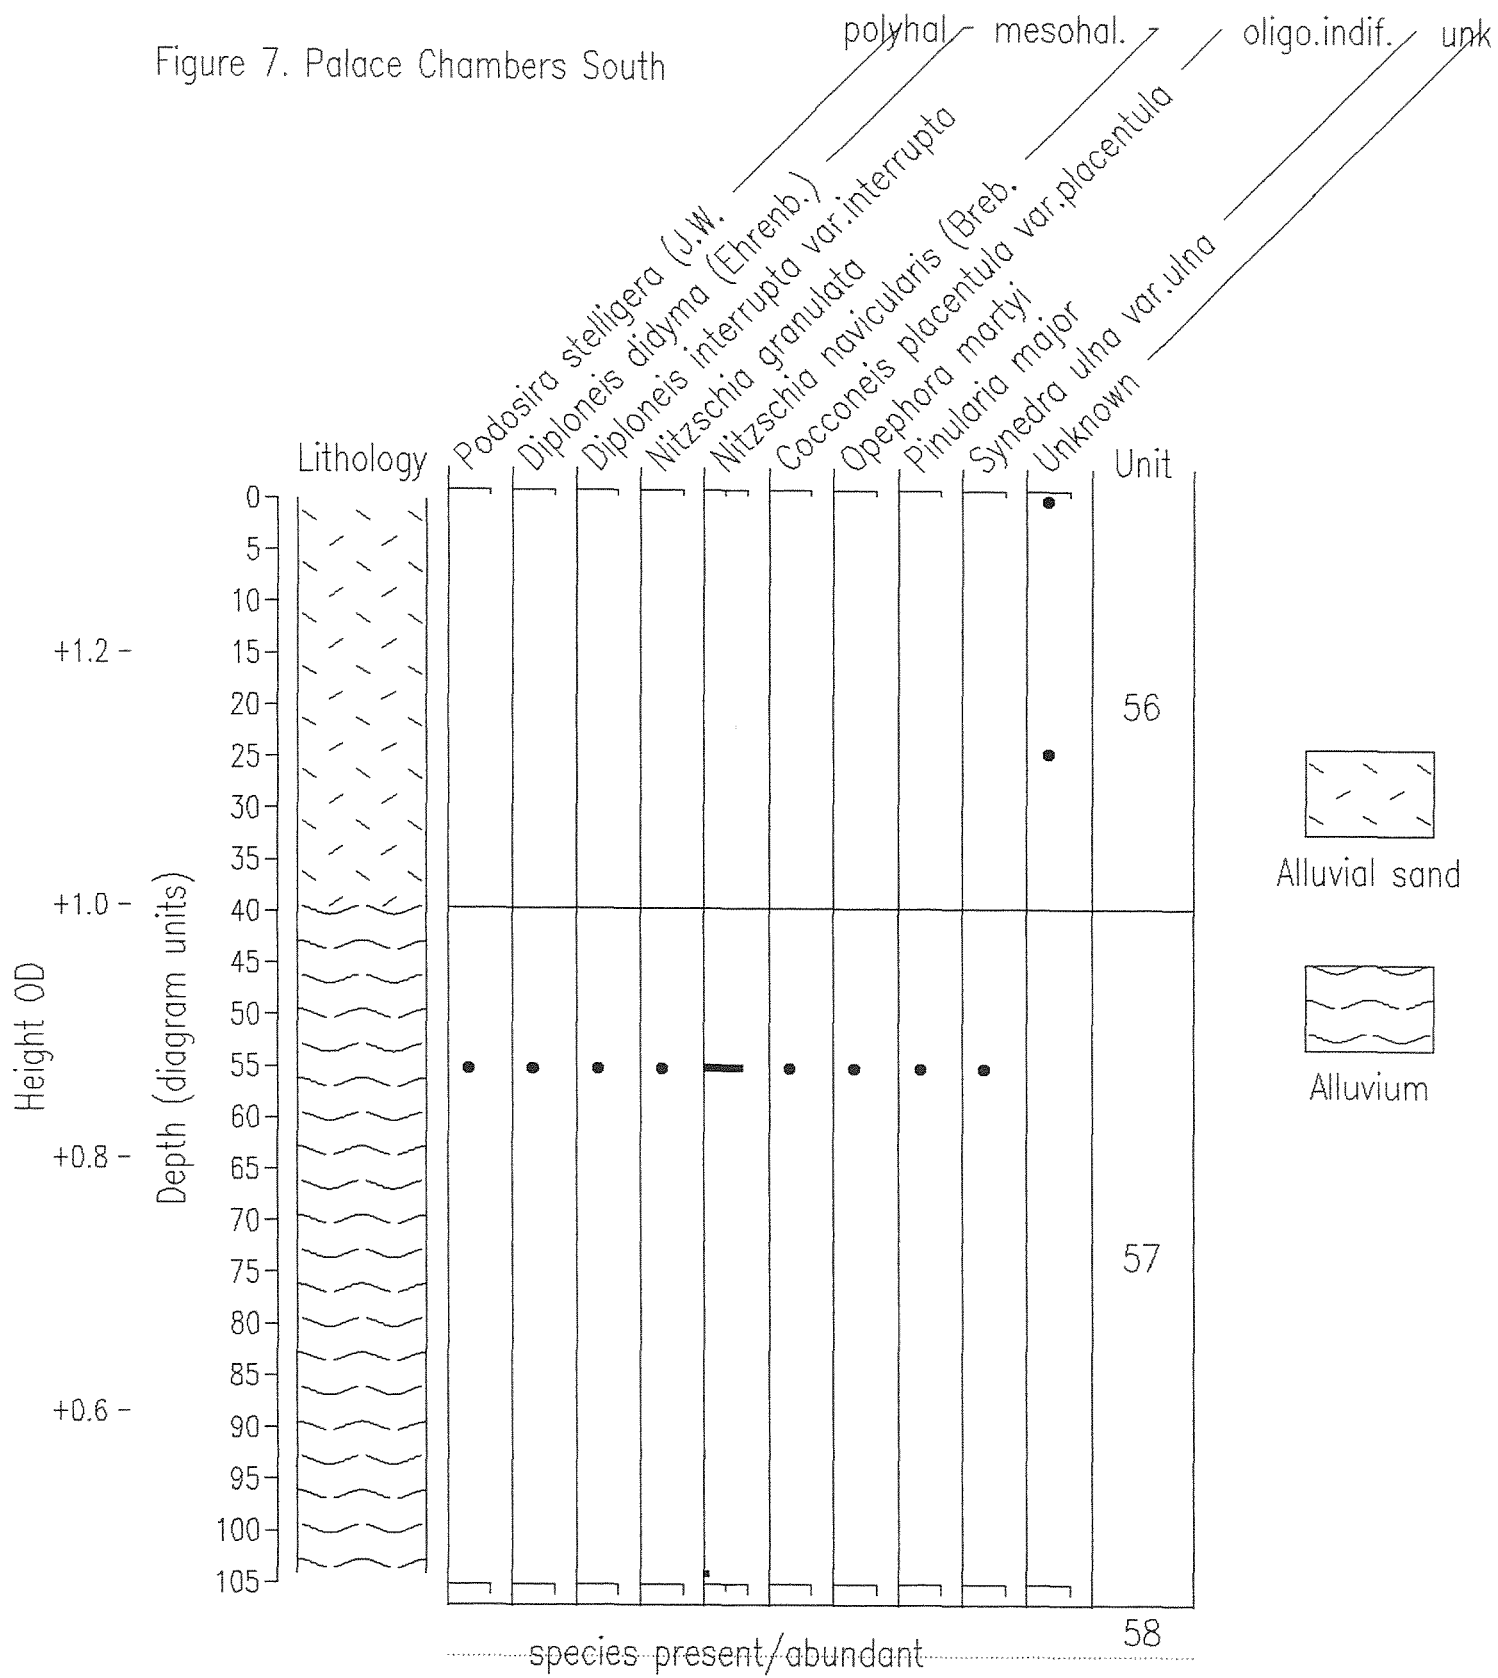 Figure 7. Palace Chambers South
polyhal - mesohal. - oligo.indif. unk
Podosira stelligera (J.W.
Diploneis didyma (Ehrenb.)
Diploneis interrupta var.interrupta
Nitzschia granulata
Nitzschia navicularis (Breb.
Cocconeis placentula var.placentula
Opephora martyi
Pinularia major
Synedra ulna var.ulna
Unknown
Lithology
Unit
0
5
10
15
20
25
30
35
40
45
50
55
60
65
70
75
80
85
90
95
100
105
+1.2
+1.0
+0.8
+0.6
Height OD
Depth (diagram units)
56
57
58
Alluvial sand
Alluvium
species present/abundant